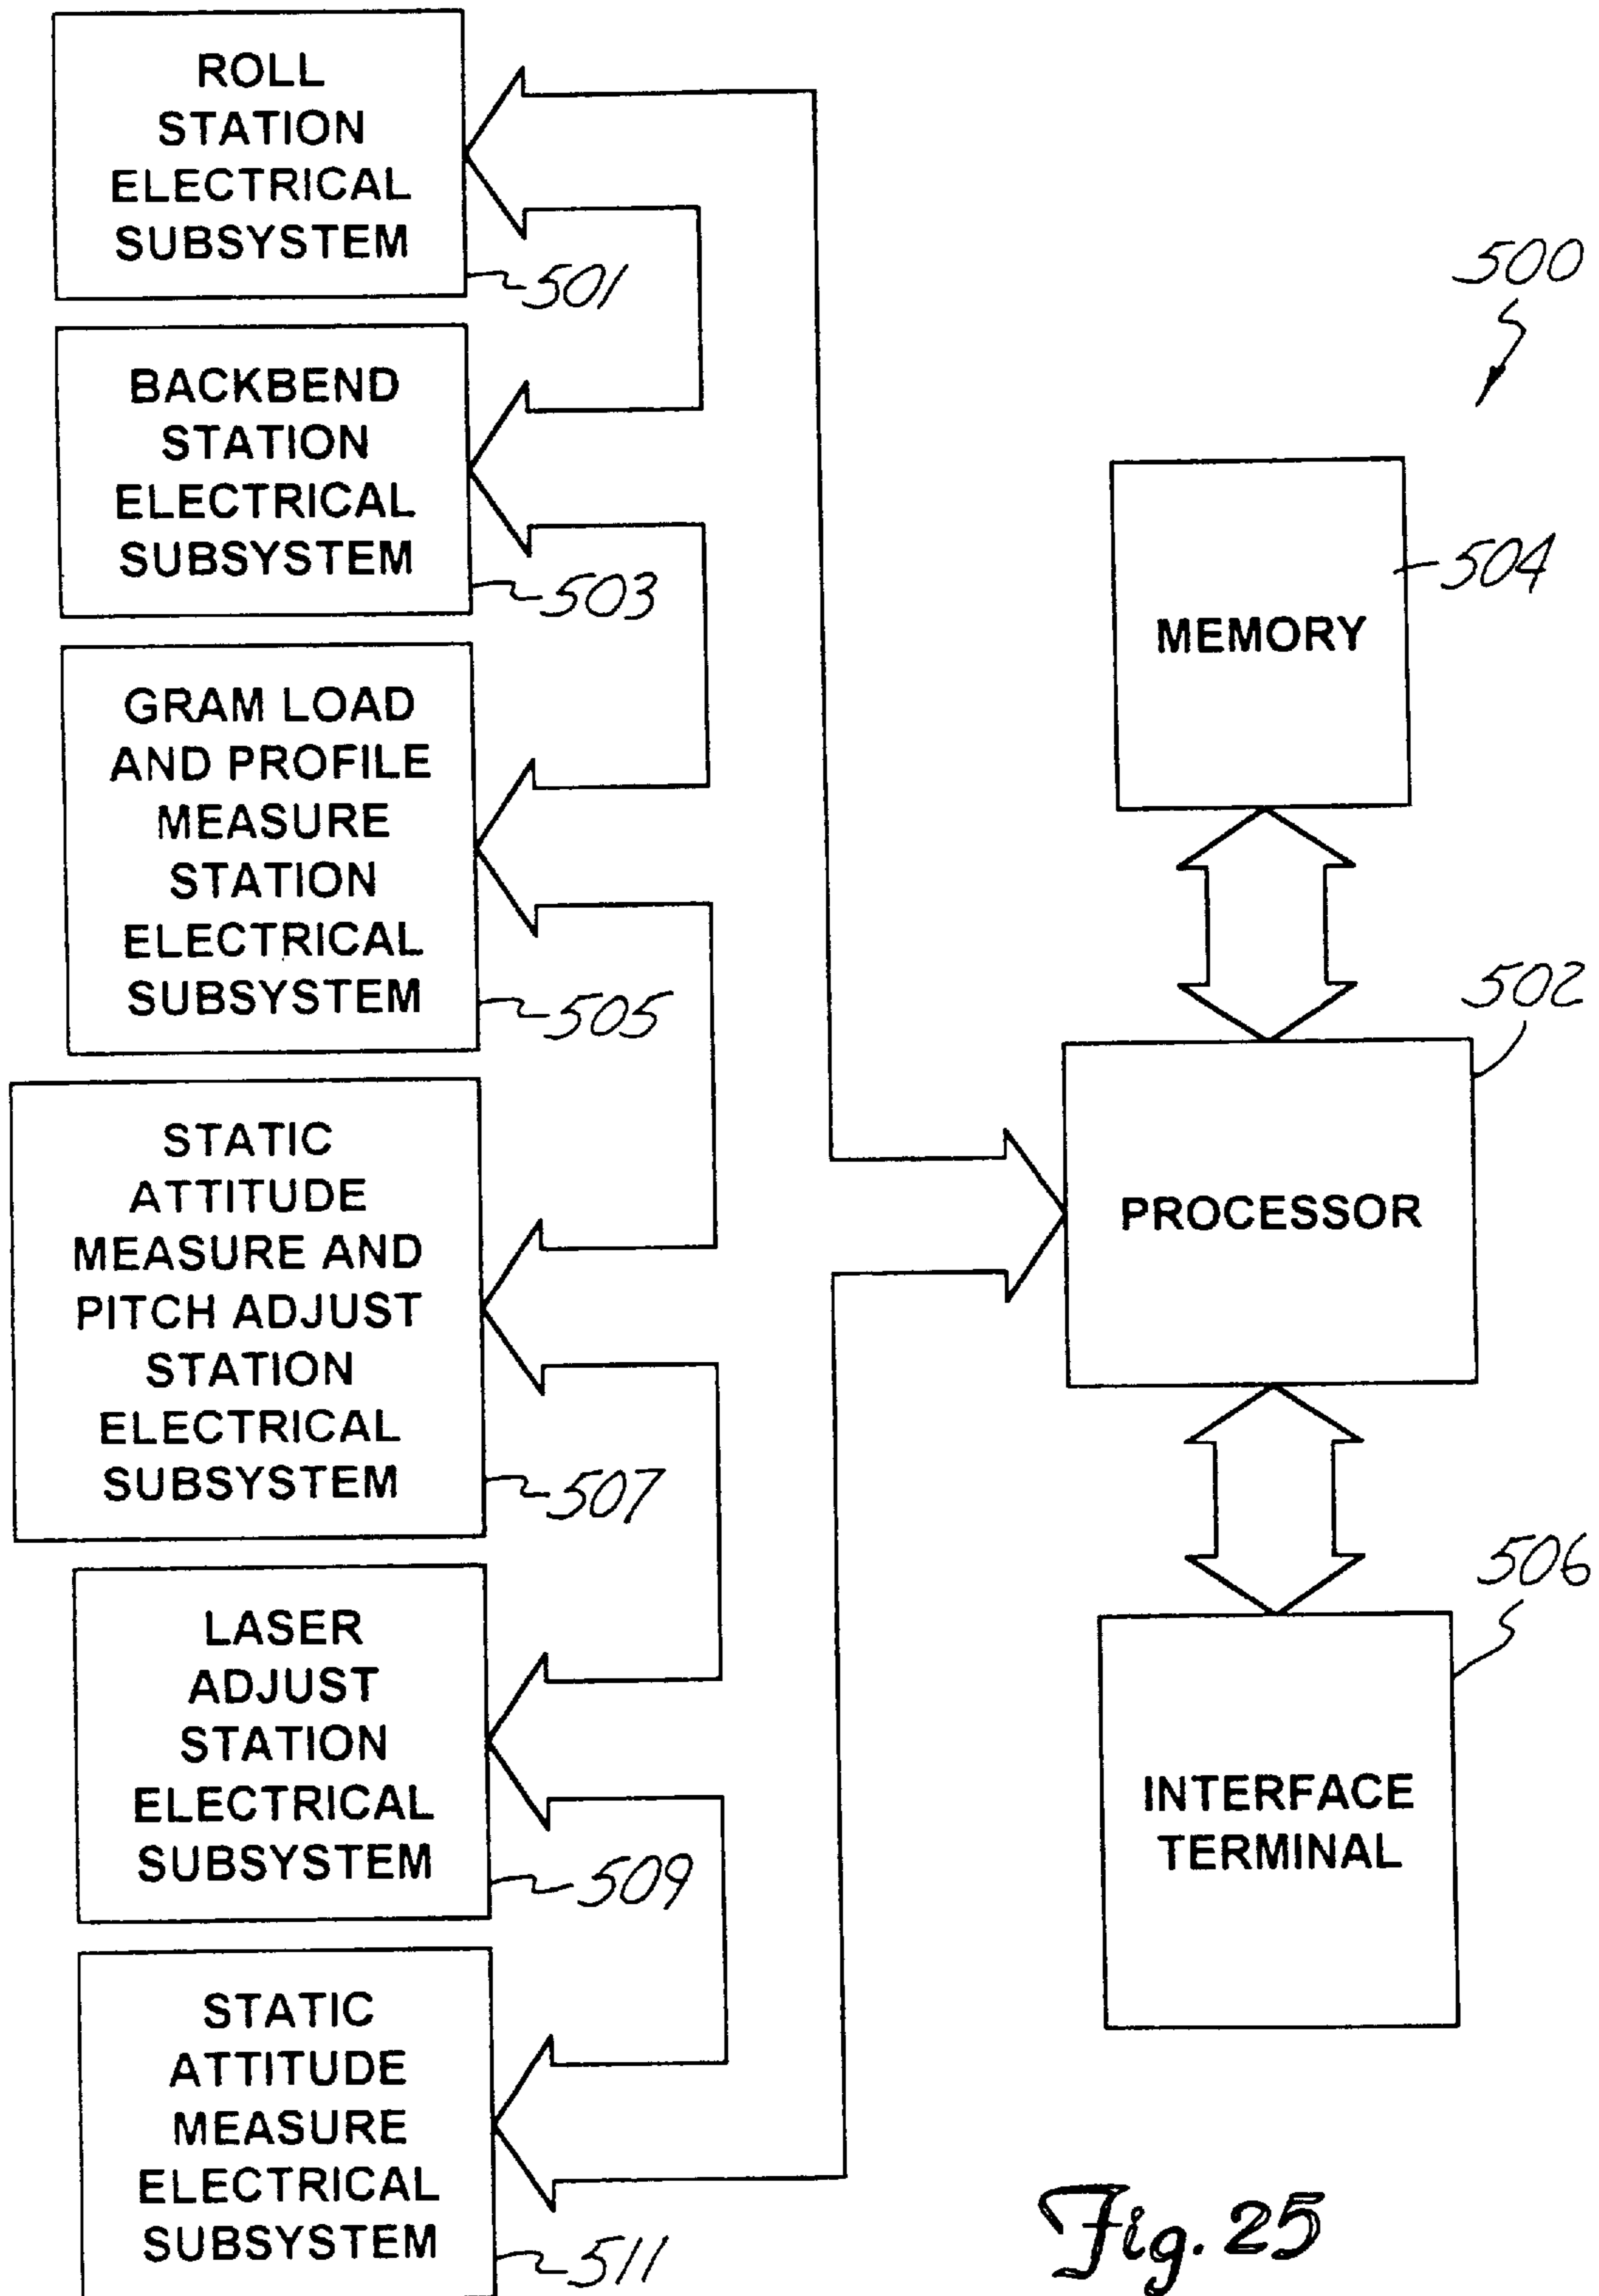 ROLL
STATION
ELECTRICAL
SUBSYSTEM
501
BACKBEND
STATION
ELECTRICAL
SUBSYSTEM
503
GRAM LOAD
AND PROFILE
MEASURE
STATION
ELECTRICAL
SUBSYSTEM
505
STATIC
ATTITUDE
MEASURE AND
PITCH ADJUST
STATION
ELECTRICAL
SUBSYSTEM
507
LASER
ADJUST
STATION
ELECTRICAL
SUBSYSTEM
509
STATIC
ATTITUDE
MEASURE
ELECTRICAL
SUBSYSTEM
511
500
MEMORY
504
502
PROCESSOR
506
INTERFACE
TERMINAL
Fig. 25